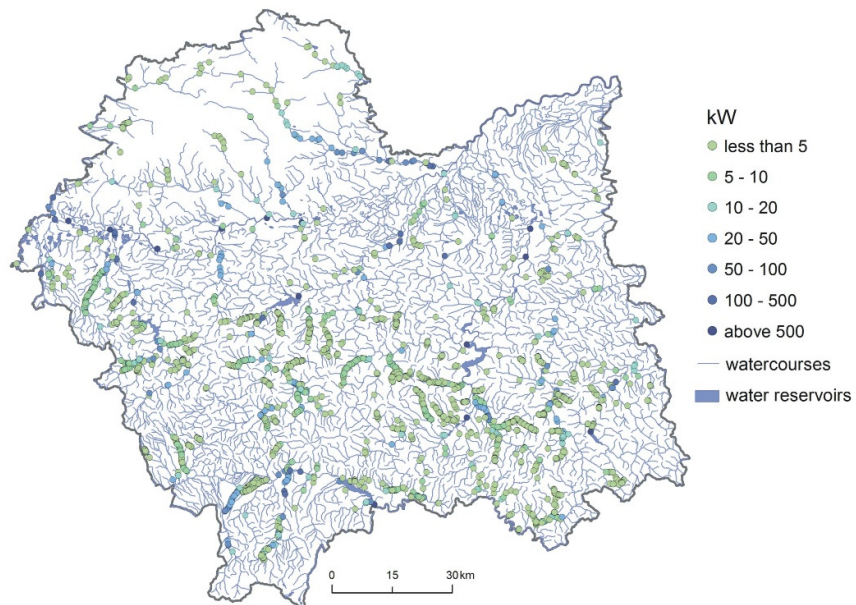 kW
less than 5
5 - 10
10 - 20
20 - 50
50 - 100
100 - 500
above 500
watercourses
water reservoirs
0 15 30 km